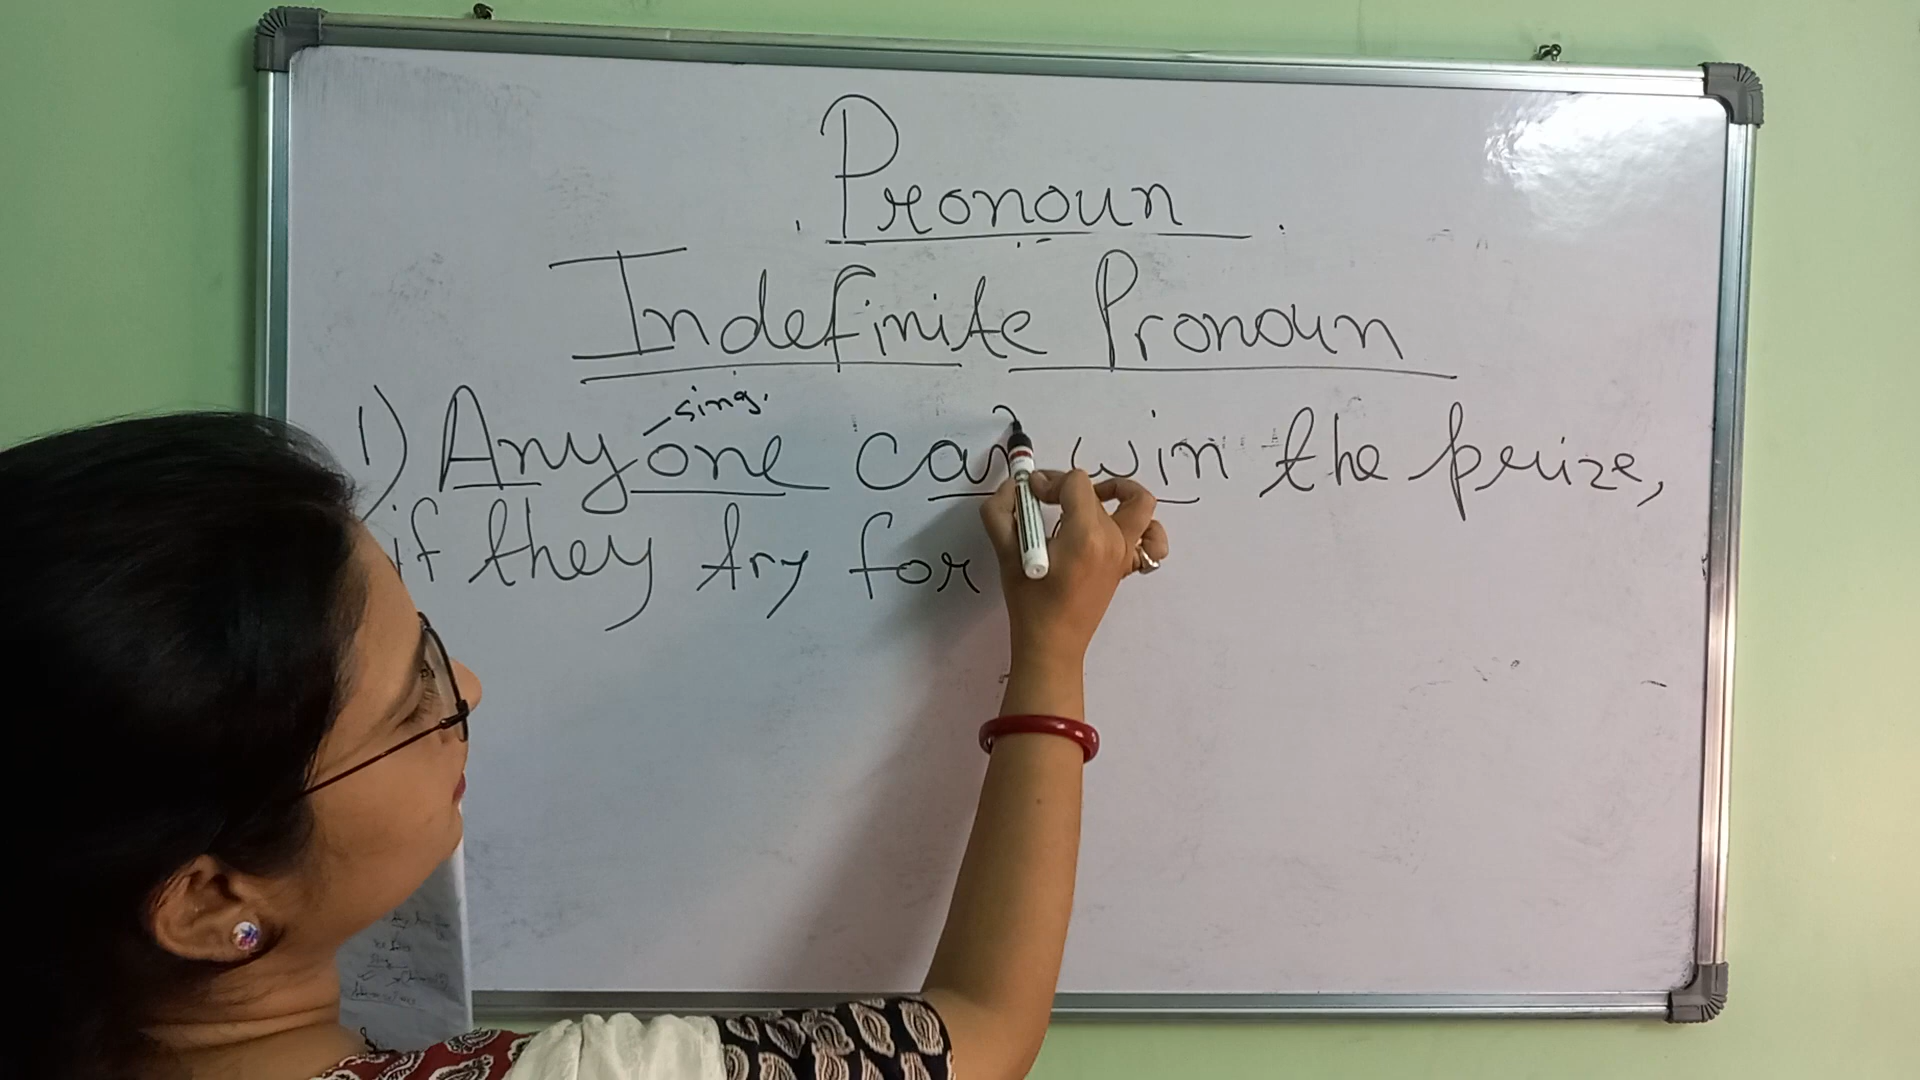 Pronoun
Indefinite Pronoun
sing.
1) Anyone can win the prize,
if they try for